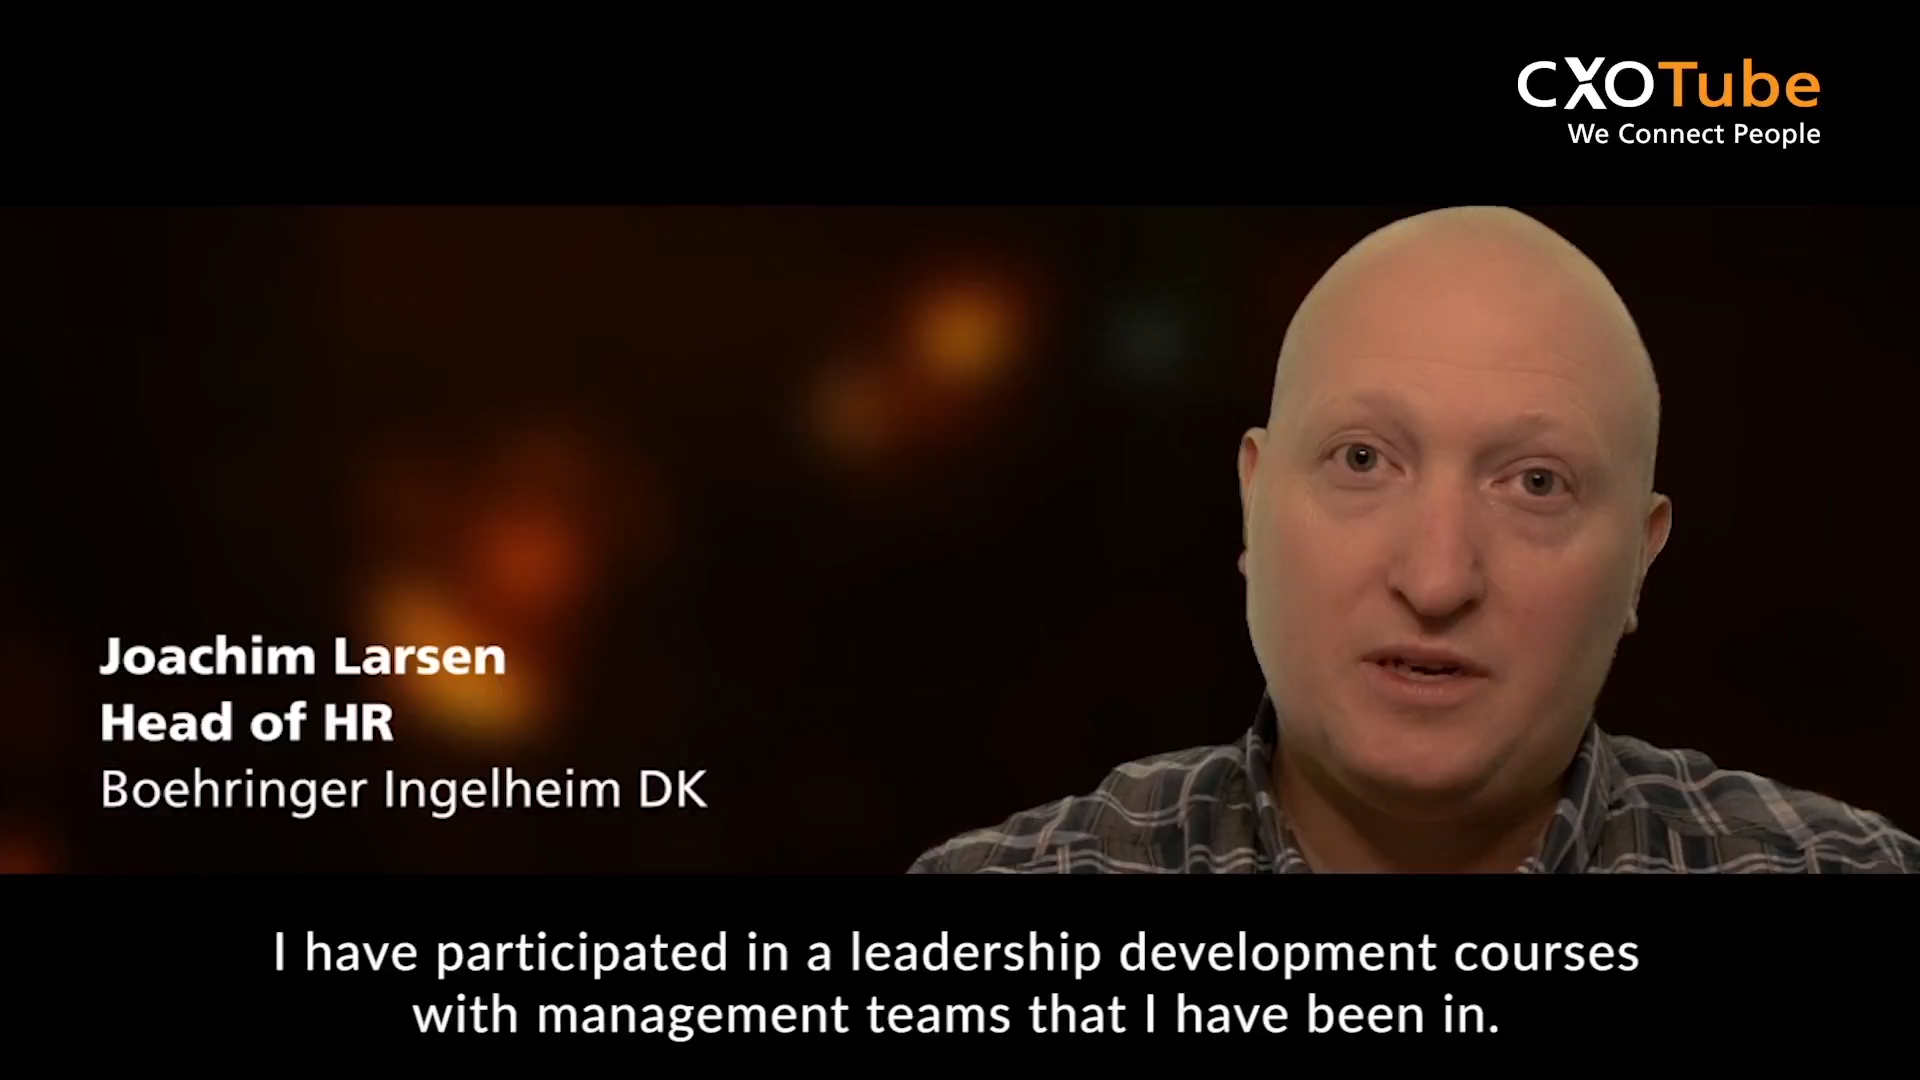 CXOTube
We Connect People
Joachim Larsen
Head of HR
Boehringer Ingelheim DK
I have participated in a leadership development courses
with management teams that I have been in.